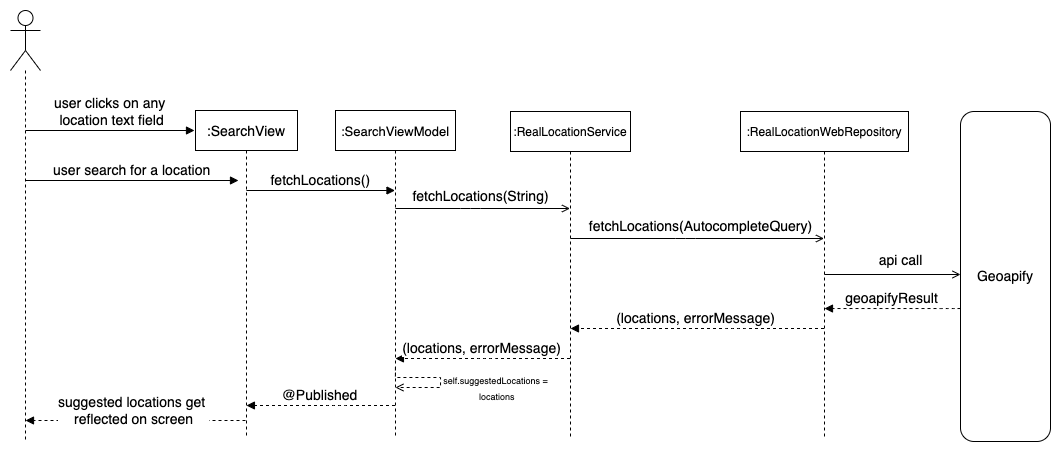 user clicks on any
location text field
:SearchView
:SearchViewModel
:RealLocationService
:RealLocationWebRepository
user search for a location
fetchLocations()
fetchLocations(String)
fetchLocations(AutocompleteQuery)
api call
Geoapify
geoapifyResult
(locations, errorMessage)
(locations, errorMessage)
self.suggestedLocations =
locations
@Published
suggested locations get
reflected on screen